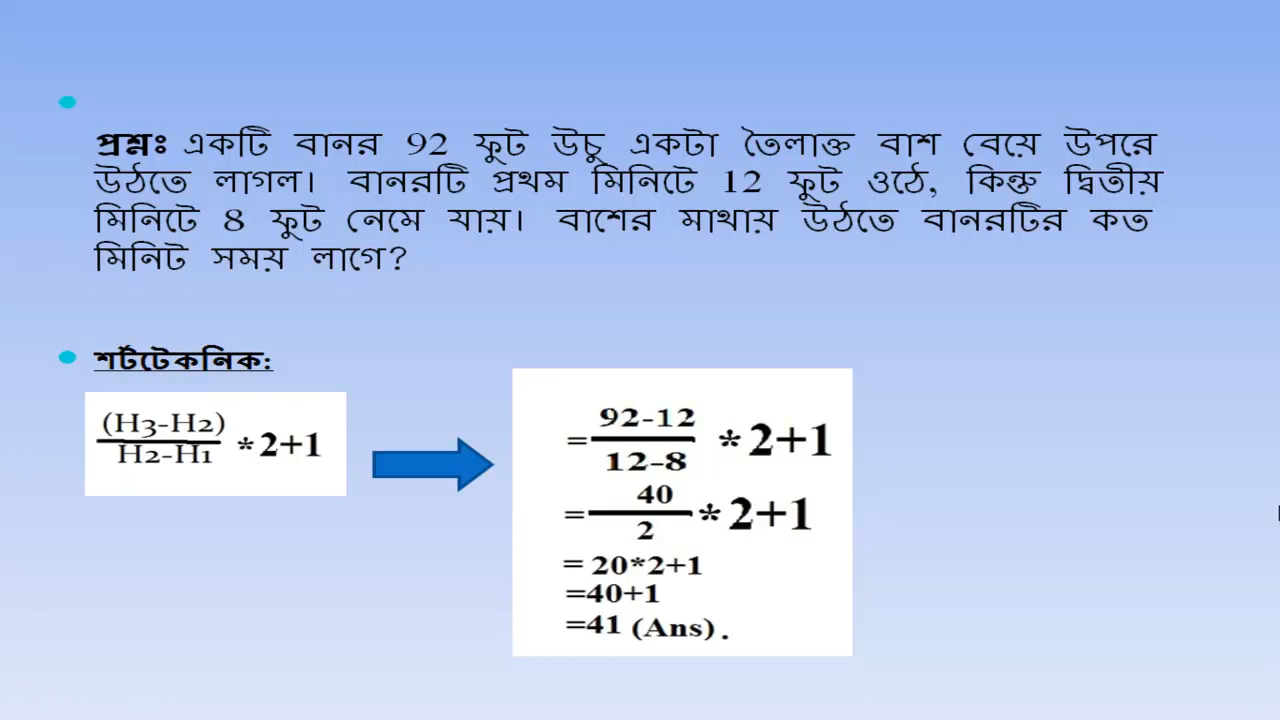 প্রশ্নঃ একটি বানর 92 ফুট উচু একটা তৈলাক্ত বাশ বেয়ে উপরে
উঠতে লাগল। বানরটি প্রথম মিনিটে 12 ফুট ওঠে, কিন্তু দ্বিতীয়
মিনিটে 8 ফুট নেমে যায়। বাশের মাথায় উঠতে বানরটির কত
মিনিট সময় লাগে?
শর্টটেকনিক:
(H3-H2)
H2-H1
*2+1
92-12
= *2+1
12-8
40
= *2+1
2
= 20*2+1
=40+1
=41 (Ans).